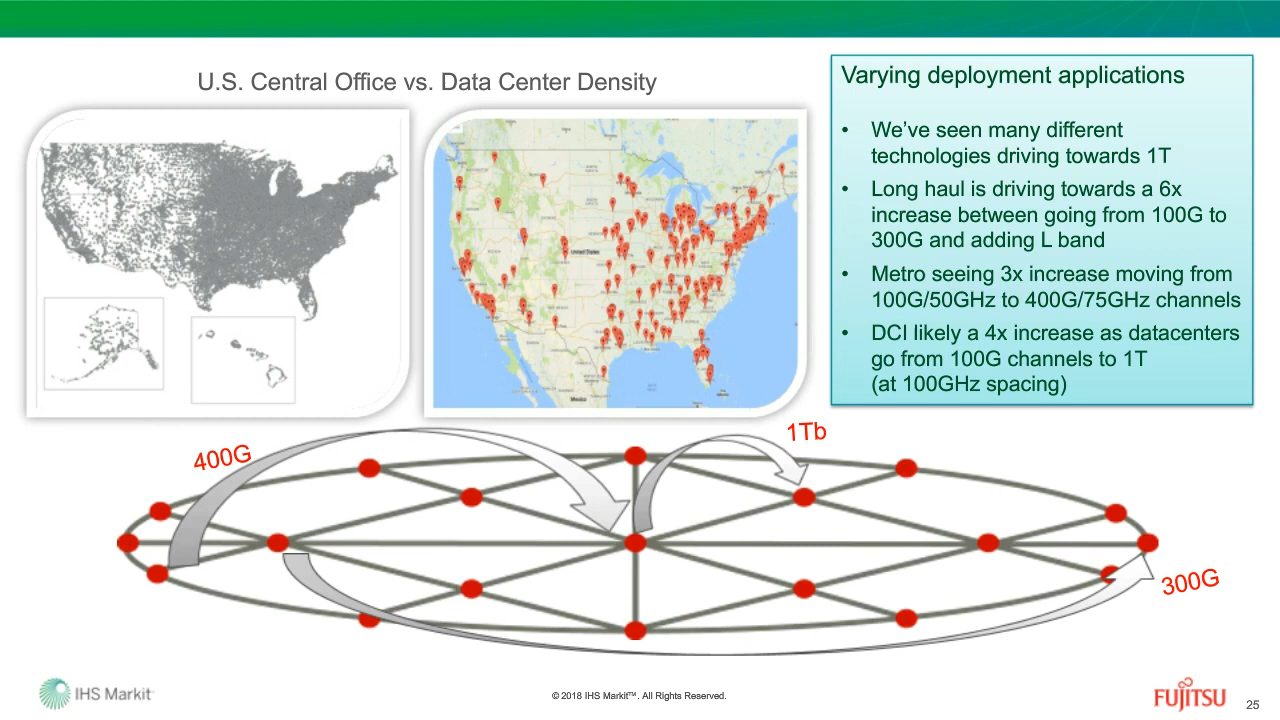 U.S. Central Office vs. Data Center Density
United States
Mexico
Varying deployment applications
• We’ve seen many different
technologies driving towards 1T
• Long haul is driving towards a 6x
increase between going from 100G to
300G and adding L band
• Metro seeing 3x increase moving from
100G/50GHz to 400G/75GHz channels
• DCI likely a 4x increase as datacenters
go from 100G channels to 1T
(at 100GHz spacing)
400G
1Tb
300G
IHS Markit
© 2018 IHS Markit™. All Rights Reserved.
FUJITSU
25